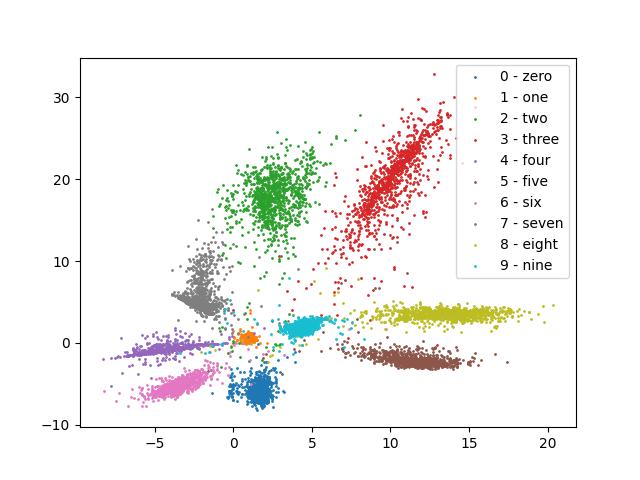 30
20
10
0
−10
−5
0
5
10
15
20
0 - zero
1 - one
2 - two
3 - three
4 - four
5 - five
6 - six
7 - seven
8 - eight
9 - nine